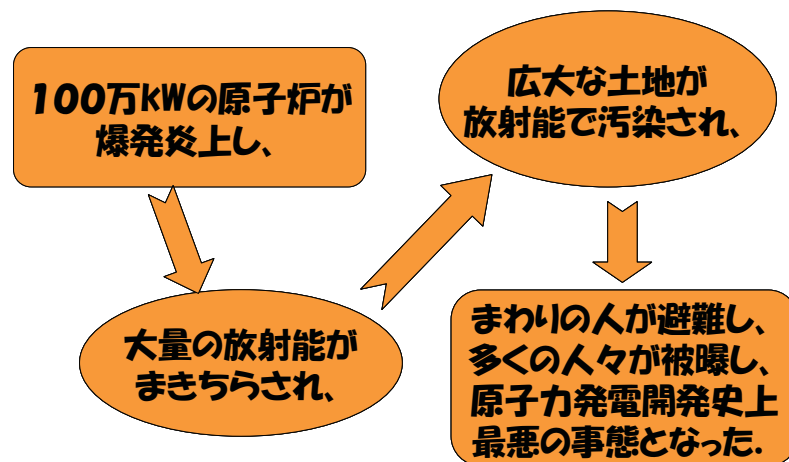 100万kWの原子炉が
爆発炎上し、
大量の放射能が
まきちらされ、
広大な土地が
放射能で汚染され、
まわりの人が避難し、
多くの人々が被曝し、
原子力発電開発史上
最悪の事態となった.